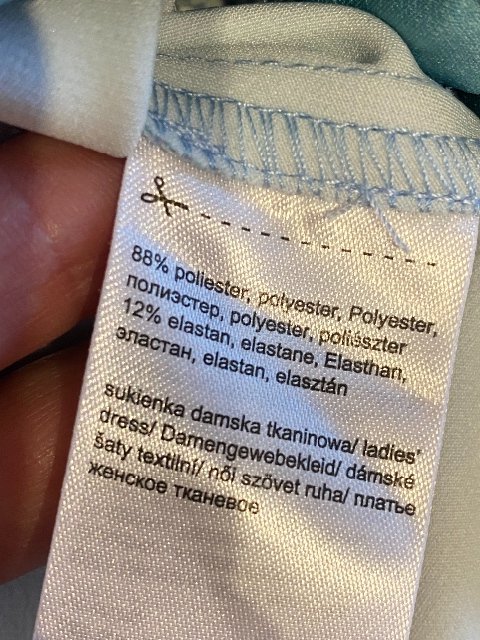 88% poliester, polyester, Polyester,
полиэстер, polyester, poliészter
12% elastan, elastane, Elasthan,
эластан, elastan, elasztán
sukienka damska tkaninowa/ ladies'
dress/ Damengewebekleid/ dámské
šaty textilní/ női szövet ruha/ платье
женское тканевое